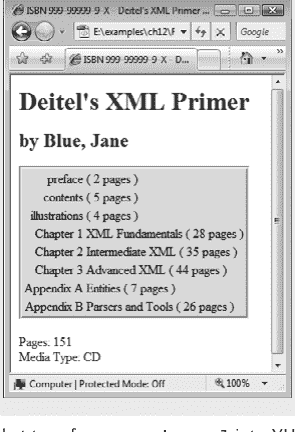 ISBN 999-99999-9-X - Deitel's XML Primer ...
E:\examples\ch12\F
Google
ISBN 999-99999-9-X - D...
Deitel's XML Primer
by Blue, Jane
preface ( 2 pages )
contents ( 5 pages )
illustrations ( 4 pages )
Chapter 1 XML Fundamentals ( 28 pages )
Chapter 2 Intermediate XML ( 35 pages )
Chapter 3 Advanced XML ( 44 pages )
Appendix A Entities ( 7 pages )
Appendix B Parsers and Tools ( 26 pages )
Pages: 151
Media Type: CD
Computer | Protected Mode: Off
100%